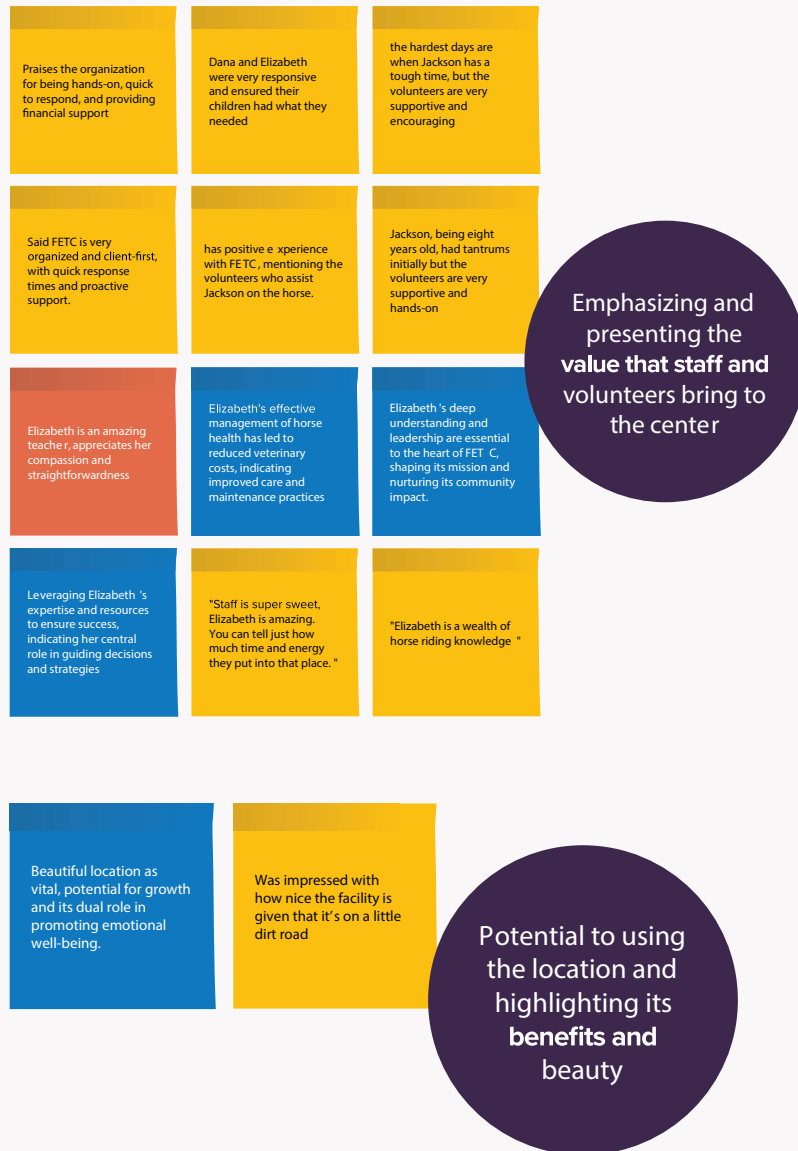 Praises the organization
for being hands-on, quick
to respond, and providing
financial support
Dana and Elizabeth
were very responsive
and ensured their
children had what they
needed
the hardest days are
when Jackson has a
tough time, but the
volunteers are very
supportive and
encouraging
Said FETC is very
organized and client-first,
with quick response
times and proactive
support.
has positive e xperience
with FE TC , mentioning the
volunteers who assist
Jackson on the horse.
Jackson, being eight
years old, had tantrums
initially but the
volunteers are very
supportive and
hands-on
Emphasizing and
presenting the
value that staff and
volunteers bring to
the center
Elizabeth is an amazing
teache r, appreciates her
compassion and
straightforwardness
Elizabeth's effective
management of horse
health has led to
reduced veterinary
costs, indicating
improved care and
maintenance practices
Elizabeth 's deep
understanding and
leadership are essential
to the heart of FET C,
shaping its mission and
nurturing its community
impact.
Leveraging Elizabeth 's
expertise and resources
to ensure success,
indicating her central
role in guiding decisions
and strategies
"Staff is super sweet,
Elizabeth is amazing.
You can tell just how
much time and energy
they put into that place. "
"Elizabeth is a wealth of
horse riding knowledge "
Beautiful location as
vital, potential for growth
and its dual role in
promoting emotional
well-being.
Was impressed with
how nice the facility is
given that it's on a little
dirt road
Potential to using
the location and
highlighting its
benefits and
beauty